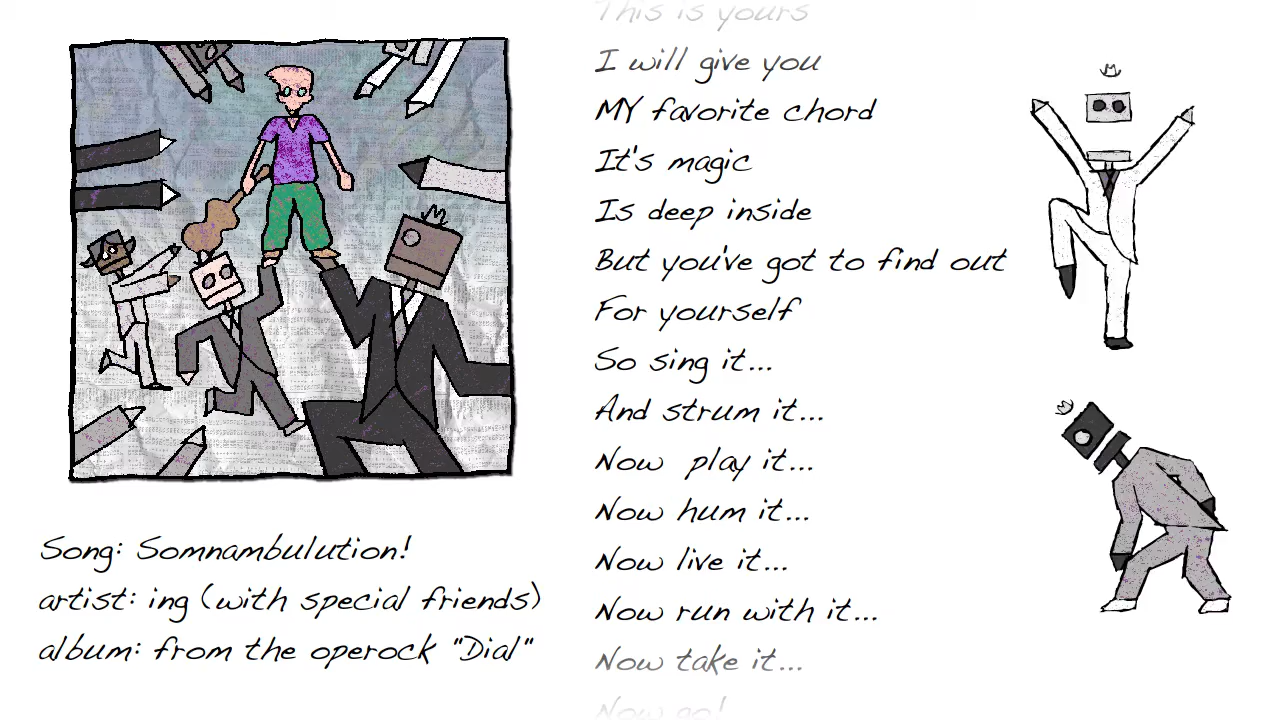 Song: Somnambulution!
artist: ing (with special friends)
album: from the operock "Dial"
This is yours
I will give you
MY favorite chord
It's magic
Is deep inside
But you've got to find out
For yourself
So sing it...
And strum it...
Now play it...
Now hum it...
Now live it...
Now run with it...
Now take it...
Now go!